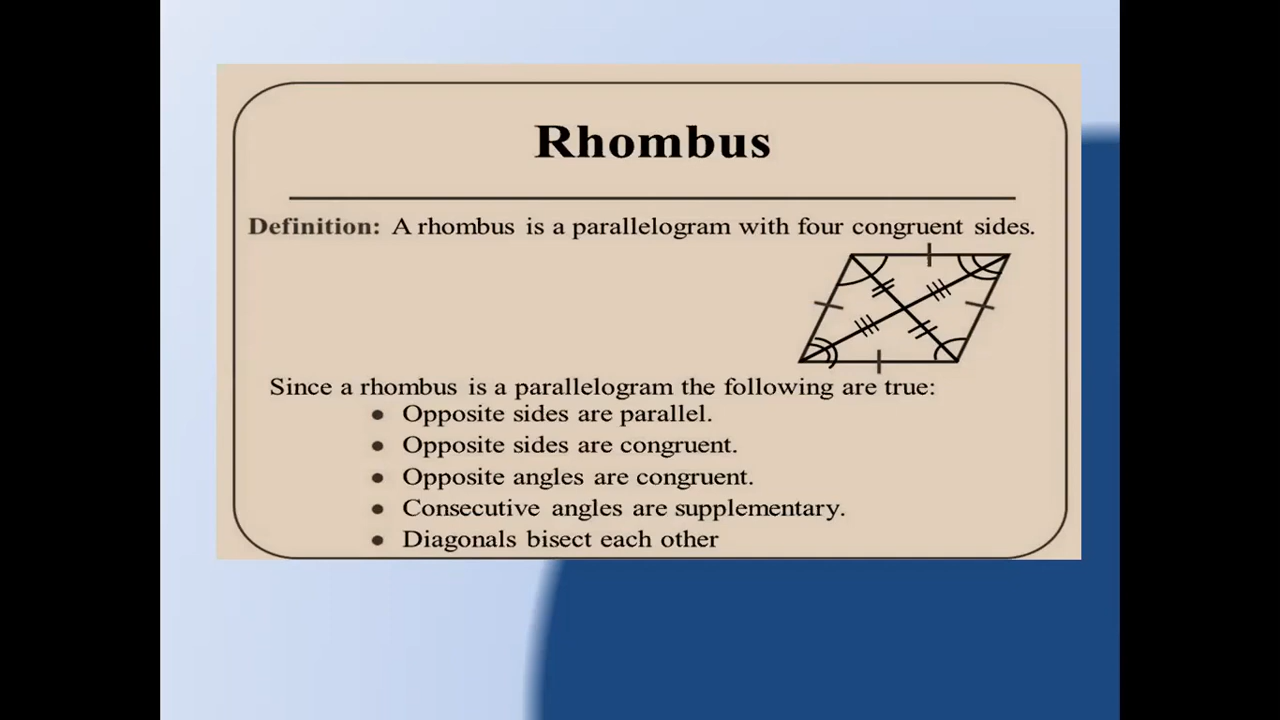 Rhombus
Definition: A rhombus is a parallelogram with four congruent sides.
Since a rhombus is a parallelogram the following are true:
• Opposite sides are parallel.
• Opposite sides are congruent.
• Opposite angles are congruent.
• Consecutive angles are supplementary.
• Diagonals bisect each other